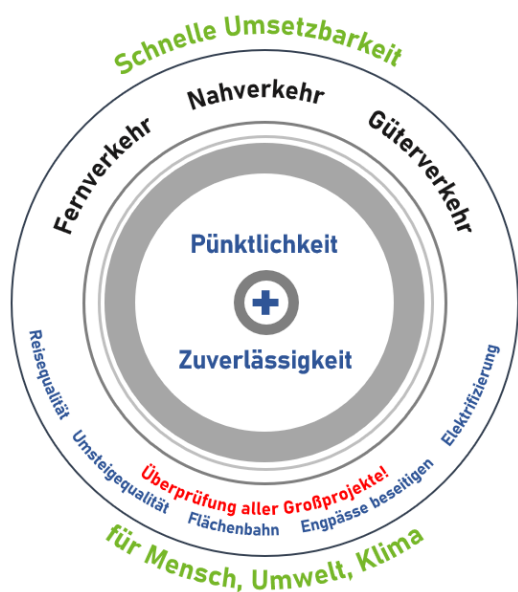 Schnelle Umsetzbarkeit
Fernverkehr
Nahverkehr
Güterverkehr
Pünktlichkeit
+
Zuverlässigkeit
Reisequalität
Umsteigequalität
Flächenbahn
Engpässe beseitigen
Elektrifizierung
Überprüfung aller Großprojekte!
für Mensch, Umwelt, Klima